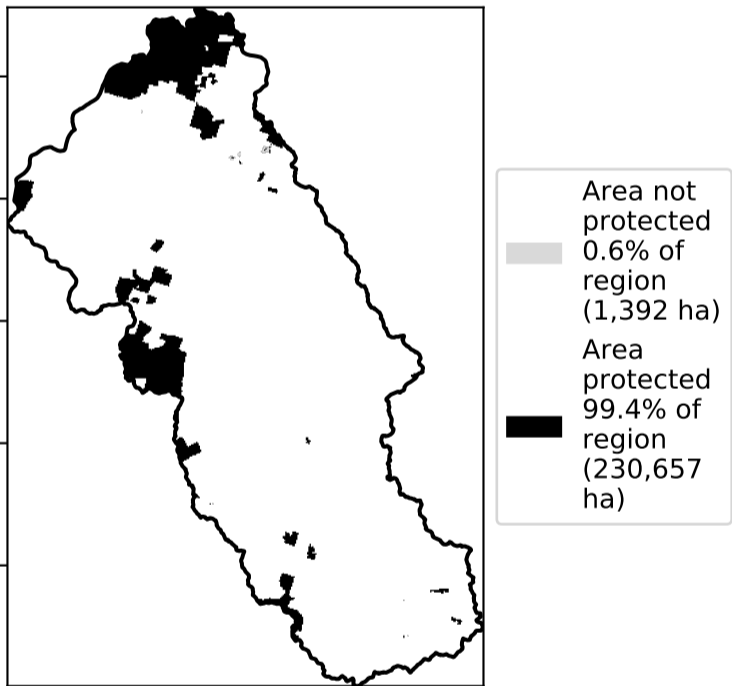 Area not
protected
0.6% of
region
(1,392 ha)
Area
protected
99.4% of
region
(230,657
ha)